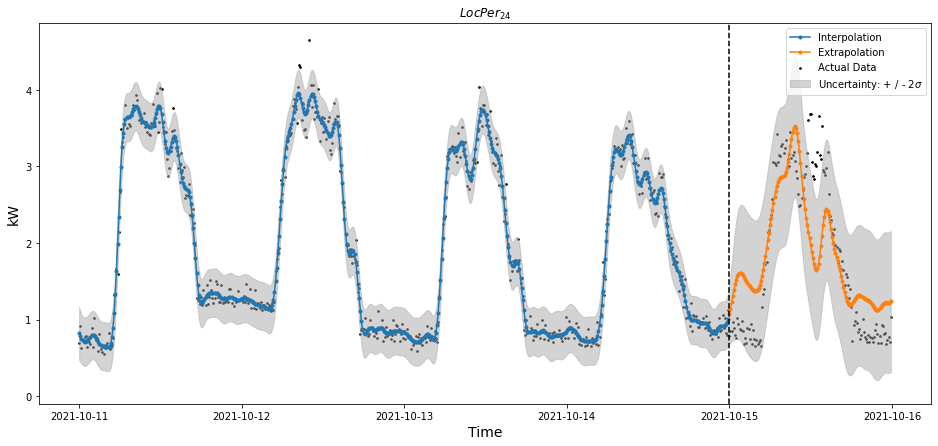 LocPer24
Interpolation
Extrapolation
Actual Data
Uncertainty: + / - 2σ
kW
4
3
2
1
0
2021-10-11 2021-10-12 2021-10-13 2021-10-14 2021-10-15 2021-10-16
Time